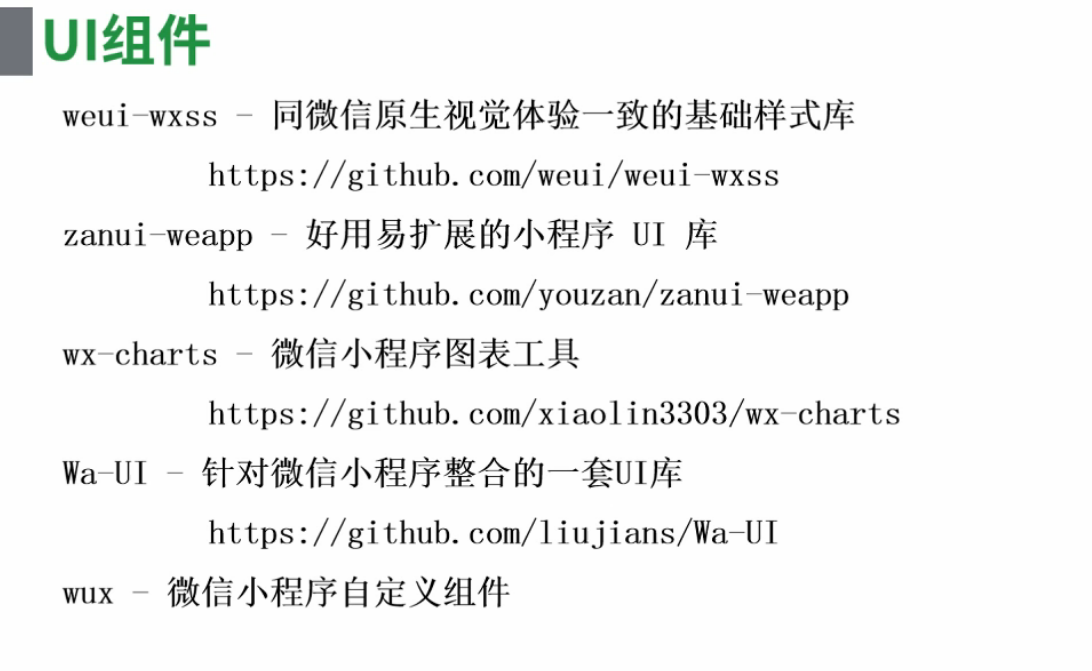 UI组件
weui-wxss - 同微信原生视觉体验一致的基础样式库
https://github.com/weui/weui-wxss
zanui-weapp - 好用易扩展的小程序 UI 库
https://github.com/youzan/zanui-weapp
wx-charts - 微信小程序图表工具
https://github.com/xiaolin3303/wx-charts
Wa-UI - 针对微信小程序整合的一套UI库
https://github.com/liujians/Wa-UI
wux - 微信小程序自定义组件